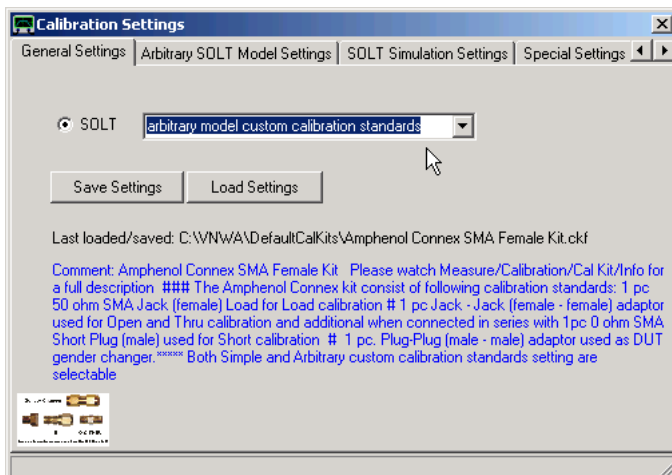 Calibration Settings
General Settings
Arbitrary SOLT Model Settings
SOLT Simulation Settings
Special Settings
SOLT
arbitrary model custom calibration standards
Save Settings
Load Settings
Last loaded/saved: C:\VNWA\DefaultCalKits\Amphenol Connex SMA Female Kit.ckf
Comment: Amphenol Connex SMA Female Kit   Please watch Measure/Calibration/Cal Kit/Info for
a full description  ### The Amphenol Connex kit consist of following calibration standards: 1 pc
50 ohm SMA Jack (female) Load for Load calibration # 1 pc Jack - Jack (female - female) adaptor
used for Open and Thru calibration and additional when connected in series with 1pc 0 ohm SMA
Short Plug (male) used for Short calibration  #  1 pc. Plug-Plug (male - male) adaptor used as DUT
gender changer.***** Both Simple and Arbitrary custom calibration standards setting are
selectable